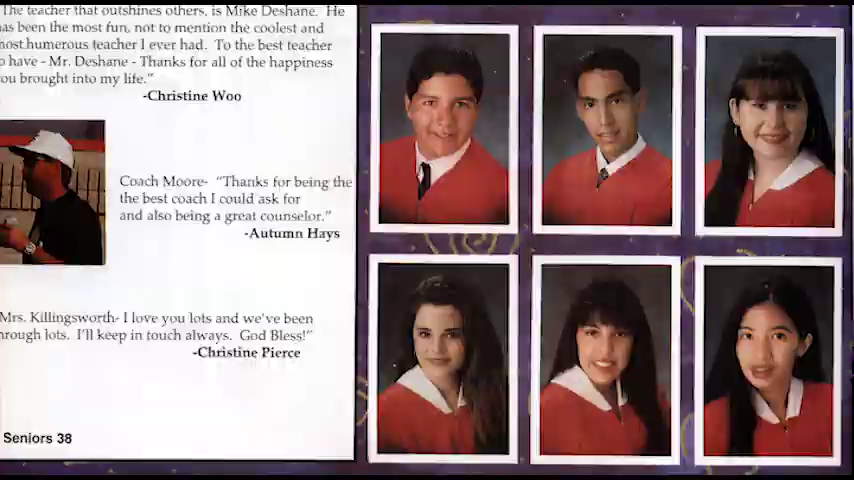 The teacher that outshines others, is Mike Deshane. He
has been the most fun, not to mention the coolest and
most humorous teacher I ever had. To the best teacher
to have - Mr. Deshane - Thanks for all of the happiness
you brought into my life."
-Christine Woo
Coach Moore- "Thanks for being the
the best coach I could ask for
and also being a great counselor."
-Autumn Hays
Mrs. Killingsworth- I love you lots and we've been
through lots. I'll keep in touch always. God Bless!"
-Christine Pierce
Seniors 38